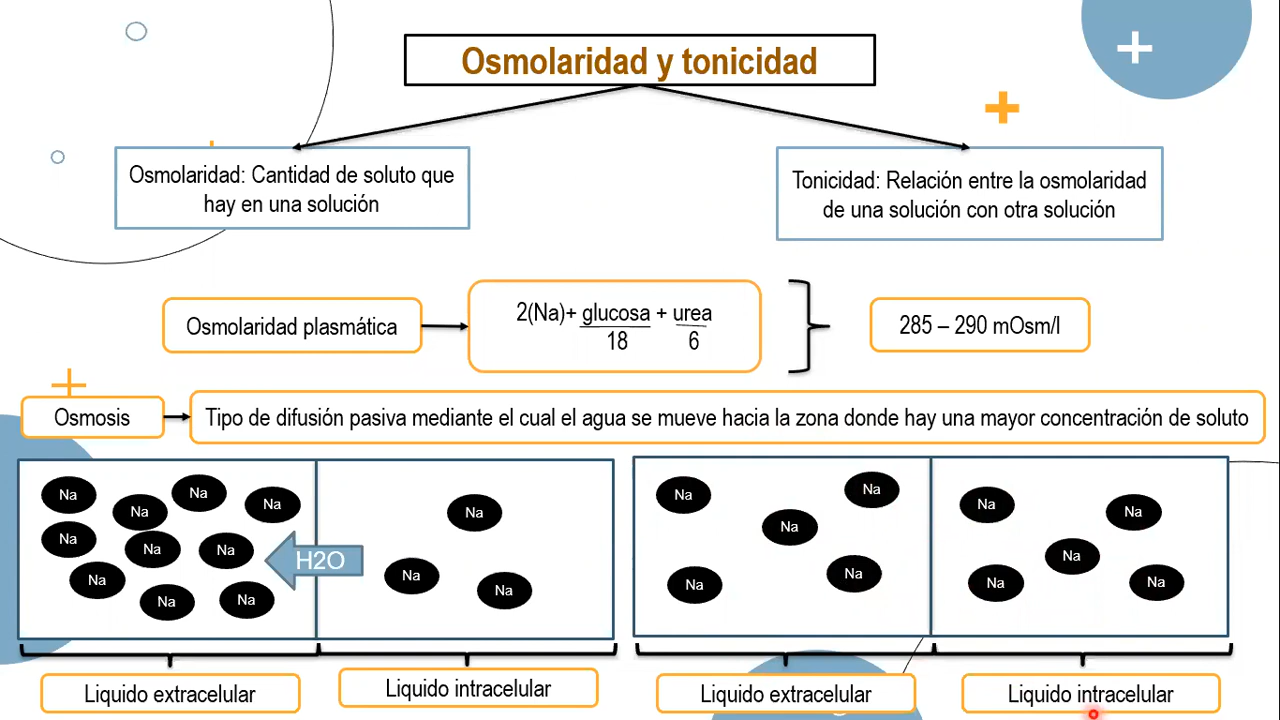 Osmolaridad y tonicidad
Osmolaridad: Cantidad de soluto que
hay en una solución
Tonicidad: Relación entre la osmolaridad
de una solución con otra solución
Osmolaridad plasmática
2(Na)+ glucosa + urea
18 6
285 – 290 mOsm/l
Osmosis
Tipo de difusión pasiva mediante el cual el agua se mueve hacia la zona donde hay una mayor concentración de soluto
Na
Na
Na
Na
Na
Na
Na
Na
Na
Na
H2O
Na
Na
Na
Na
Na
Na
Na
Na
Na
Na
Na
Na
Na
Liquido extracelular
Liquido intracelular
Liquido extracelular
Liquido intracelular